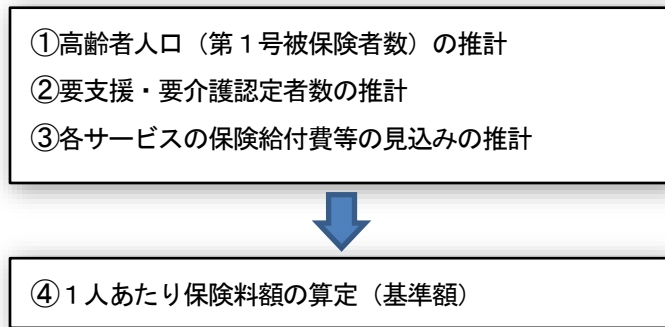 ①高齢者人口（第１号被保険者数）の推計
②要支援・要介護認定者数の推計
③各サービスの保険給付費等の見込みの推計
④１人あたり保険料額の算定（基準額）